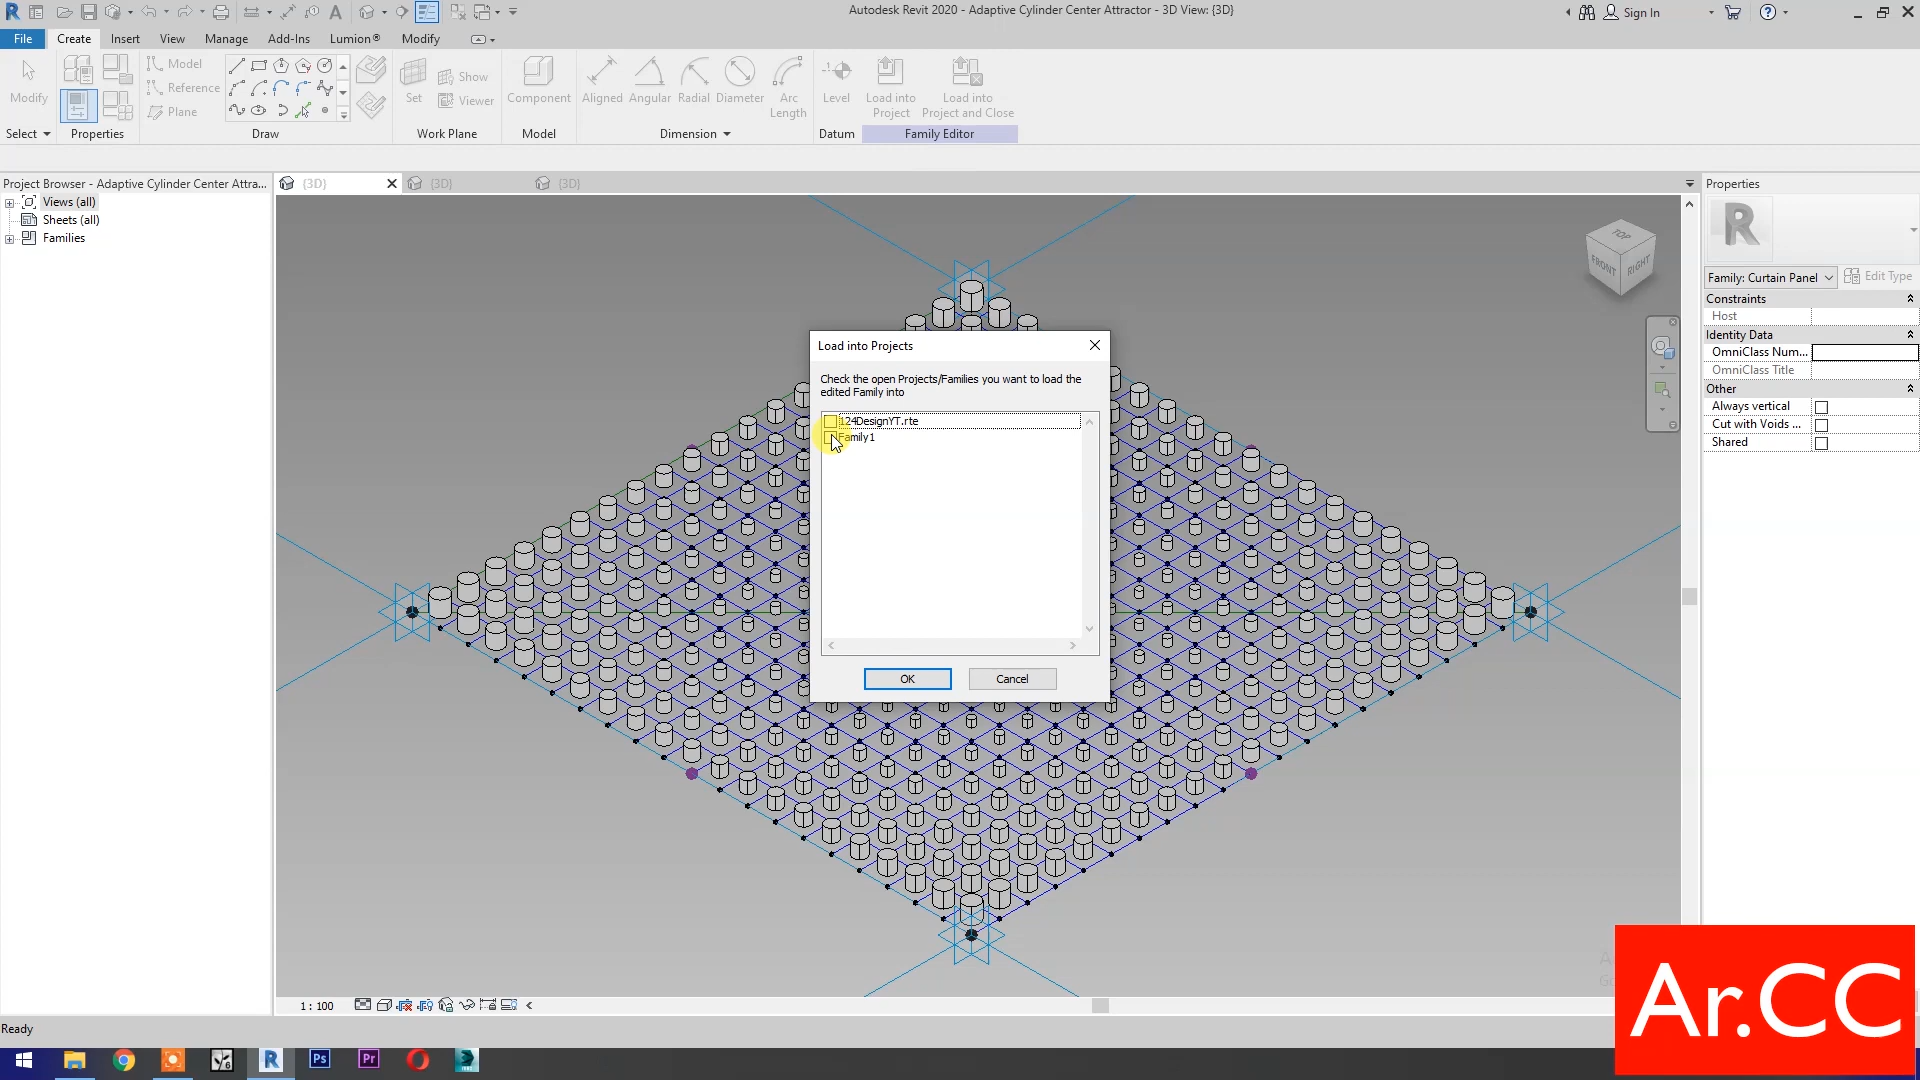 Autodesk Revit 2020 - Adaptive Cylinder Center Attractor - 3D View: {3D}
Sign In
File Create Insert View Manage Add-Ins Lumion® Modify
Modify
Model
Reference
Plane
Set
Show
Viewer
Component
Aligned Angular Radial Diameter Arc Length
Level
Load into Project
Load into Project and Close
Select Properties Draw Work Plane Model Dimension Datum Family Editor
Project Browser - Adaptive Cylinder Center Attra...
Views (all)
Sheets (all)
Families
{3D} {3D} {3D}
TOP
FRONT
RIGHT
Load into Projects
Check the open Projects/Families you want to load the
edited Family into
124DesignYT.rte
Family1
OK Cancel
Properties
R
Family: Curtain Panel
Edit Type
Constraints
Host
Identity Data
OmniClass Num...
OmniClass Title
Other
Always vertical
Cut with Voids ...
Shared
1 : 100
Ready
Ar.CC